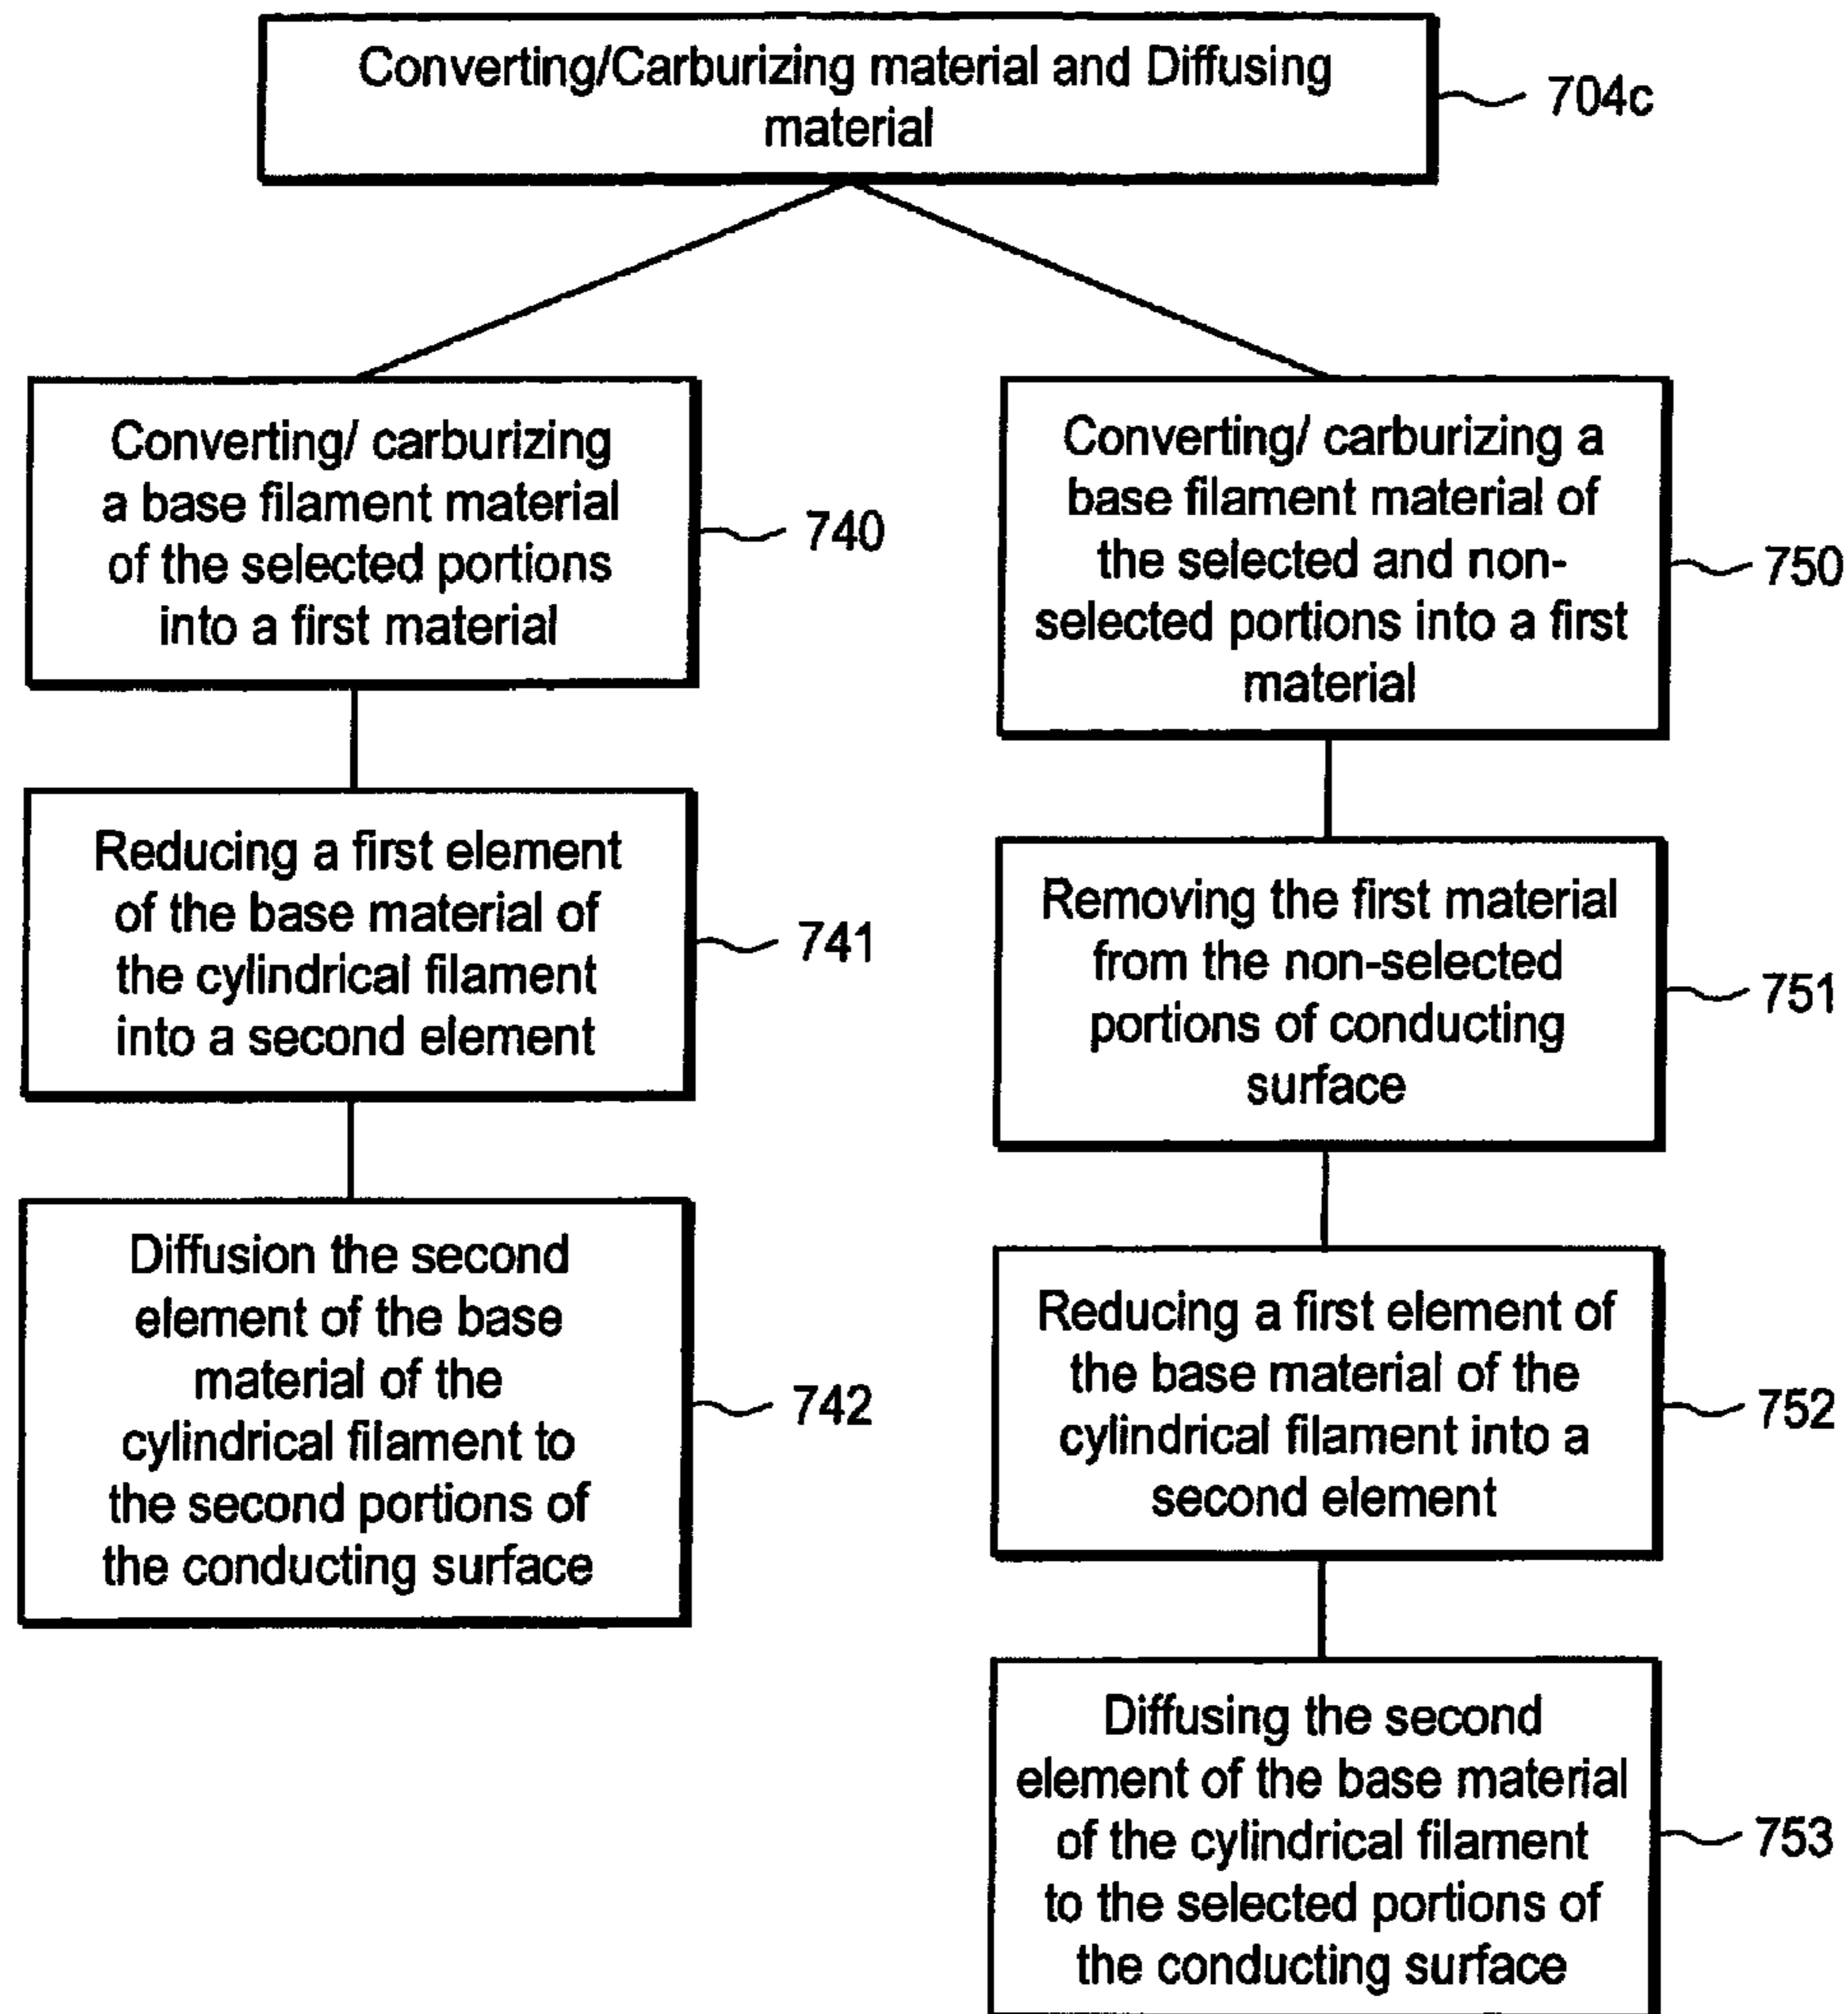 Converting/Carburizing material and Diffusing
material
704c
Converting/ carburizing
a base filament material
of the selected portions
into a first material
740
Reducing a first element
of the base material of
the cylindrical filament
into a second element
741
Diffusion the second
element of the base
material of the
cylindrical filament to
the second portions of
the conducting surface
742
Converting/ carburizing a
base filament material of
the selected and non-
selected portions into a first
material
750
Removing the first material
from the non-selected
portions of conducting
surface
751
Reducing a first element of
the base material of the
cylindrical filament into a
second element
752
Diffusing the second
element of the base material
of the cylindrical filament
to the selected portions of
the conducting surface
753